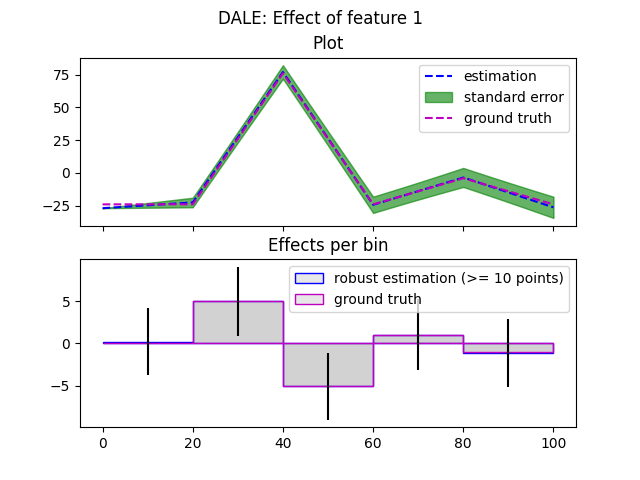 DALE: Effect of feature 1
Plot
75
50
25
0
−25
estimation
standard error
ground truth
Effects per bin
5
0
−5
robust estimation (>= 10 points)
ground truth
0 20 40 60 80 100